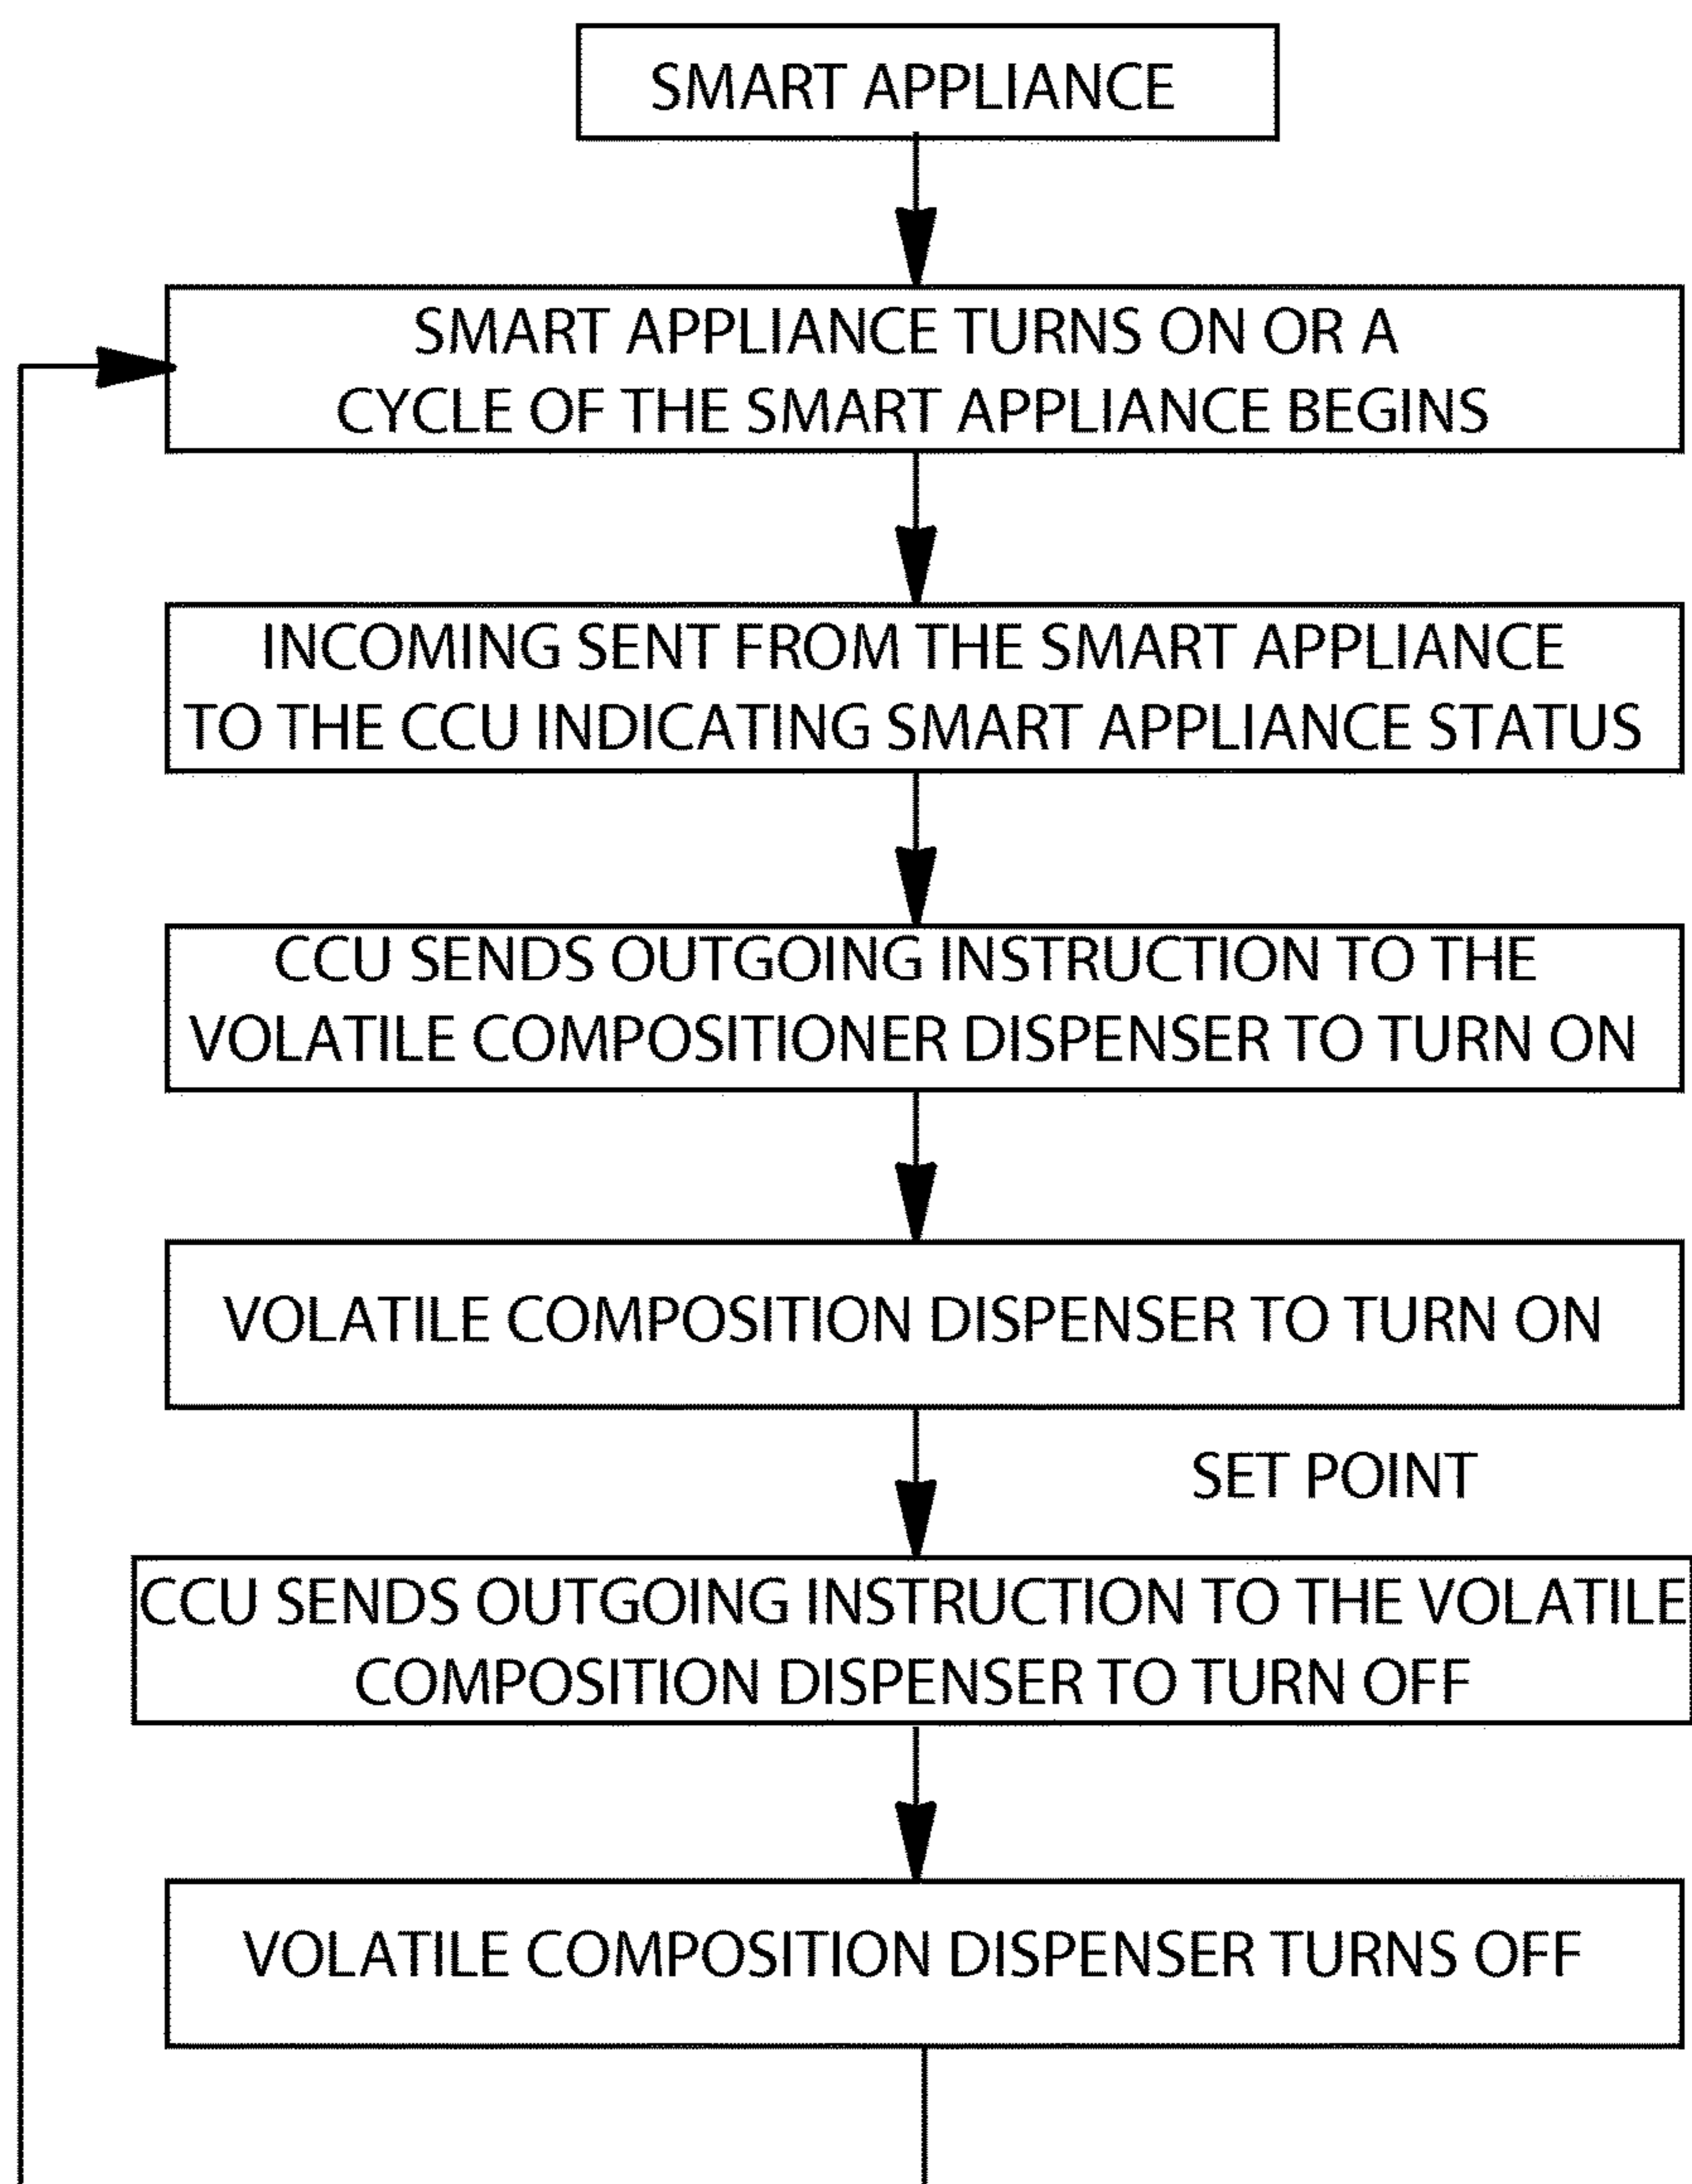 SMART APPLIANCE
SMART APPLIANCE TURNS ON OR A
CYCLE OF THE SMART APPLIANCE BEGINS
INCOMING SENT FROM THE SMART APPLIANCE
TO THE CCU INDICATING SMART APPLIANCE STATUS
CCU SENDS OUTGOING INSTRUCTION TO THE
VOLATILE COMPOSITIONER DISPENSER TO TURN ON
VOLATILE COMPOSITION DISPENSER TO TURN ON
SET POINT
CCU SENDS OUTGOING INSTRUCTION TO THE VOLATILE
COMPOSITION DISPENSER TO TURN OFF
VOLATILE COMPOSITION DISPENSER TURNS OFF